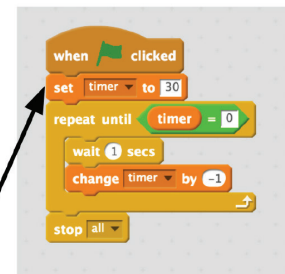 when clicked
set timer to 30
repeat until timer = 0
wait 1 secs
change timer by -1
stop all